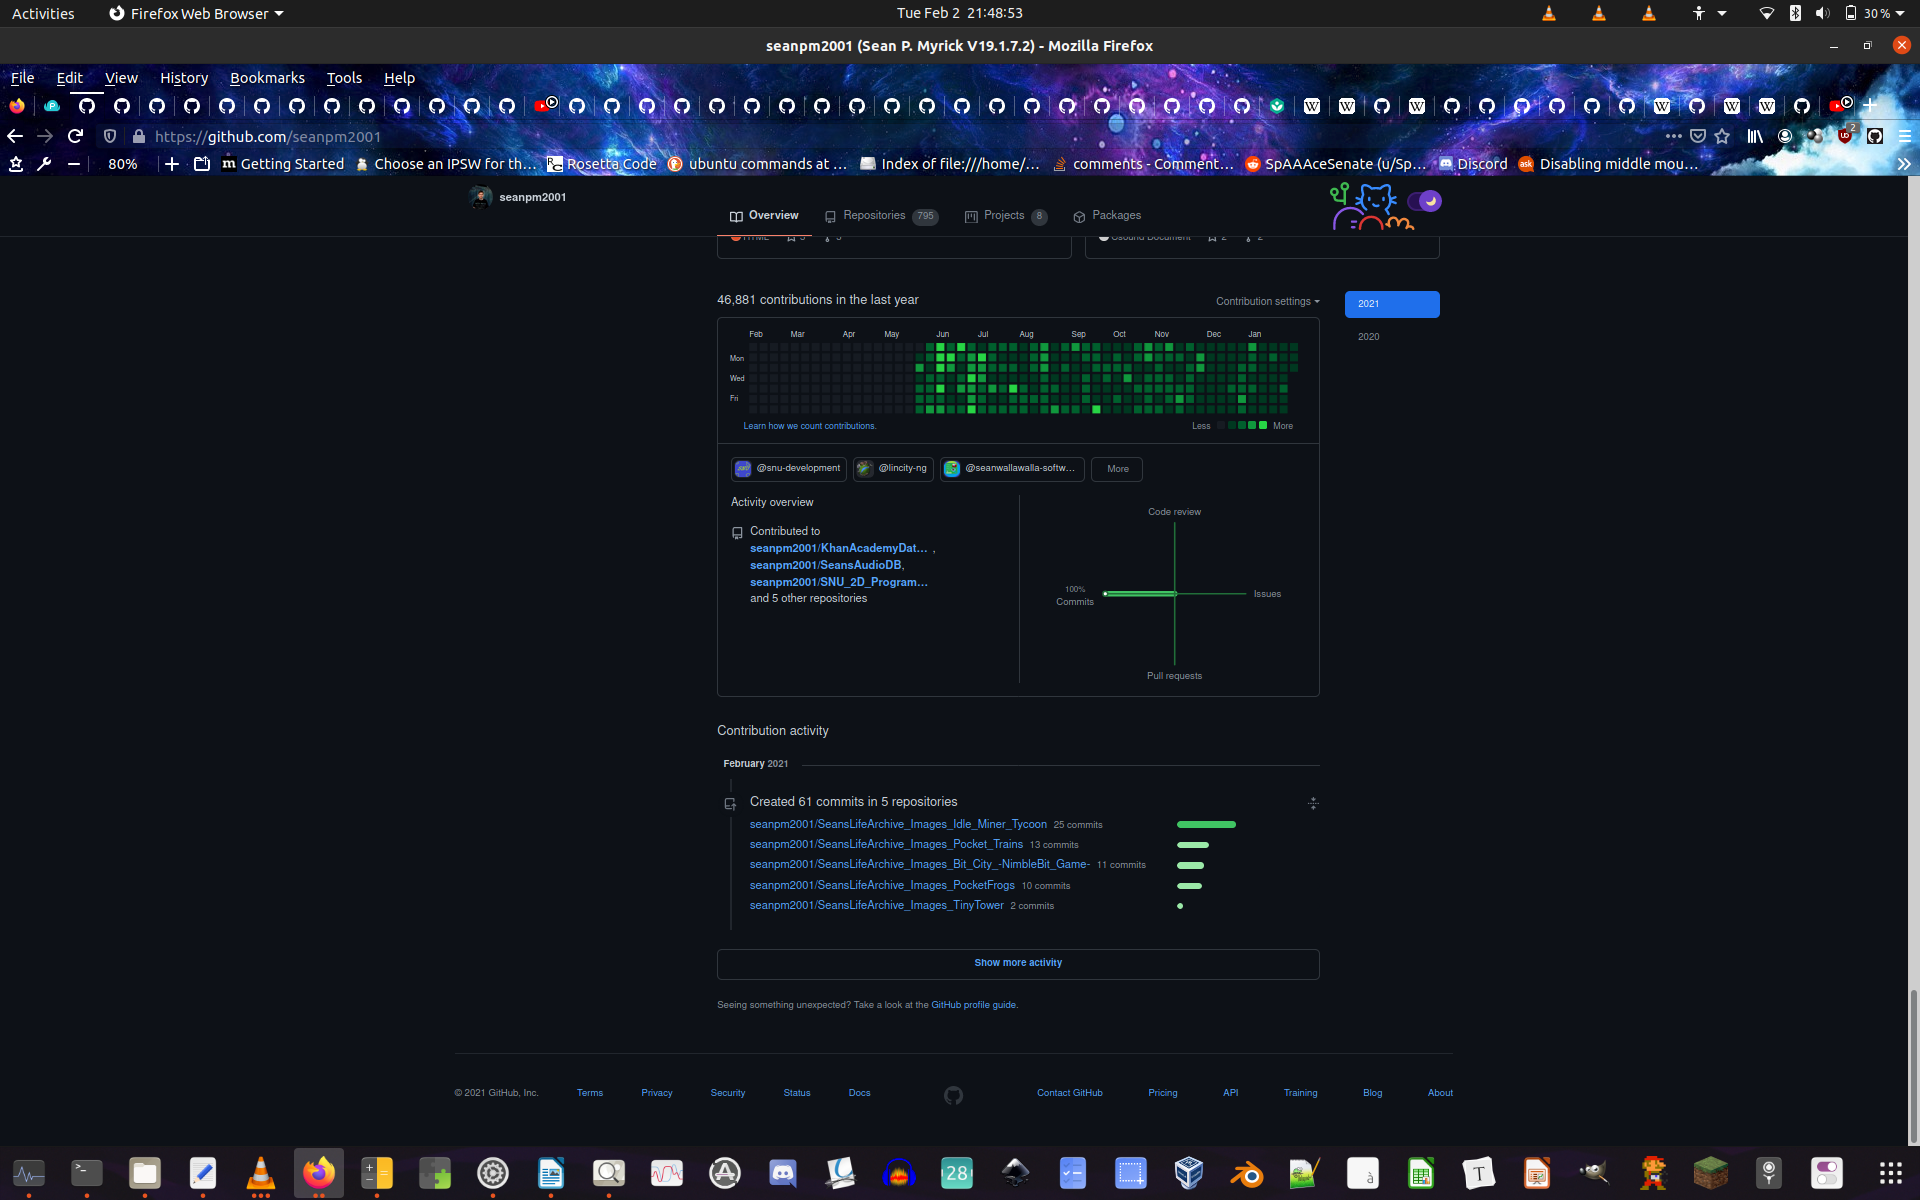 Activities
Firefox Web Browser
Tue Feb 2 21:48:53
30 %
seanpm2001 (Sean P. Myrick V19.1.7.2) - Mozilla Firefox
File Edit View History Bookmarks Tools Help
https://github.com/seanpm2001
2
80%
Getting Started
Choose an IPSW for th…
Rosetta Code
ubuntu commands at …
Index of file:///home/…
comments - Comment…
SpAAAceSenate (u/Sp…
Discord
Disabling middle mou…
seanpm2001
Overview
Repositories 795
Projects 8
Packages
46,881 contributions in the last year
Contribution settings
2021
2020
Feb Mar Apr May Jun Jul Aug Sep Oct Nov Dec Jan
Mon
Wed
Fri
Learn how we count contributions.
Less More
@snu-development
@lincity-ng
@seanwallawalla-softw…
More
Activity overview
Contributed to
seanpm2001/KhanAcademyDat… ,
seanpm2001/SeansAudioDB,
seanpm2001/SNU_2D_Program…
and 5 other repositories
Code review
100%
Commits
Issues
Pull requests
Contribution activity
February 2021
Created 61 commits in 5 repositories
seanpm2001/SeansLifeArchive_Images_Idle_Miner_Tycoon 25 commits
seanpm2001/SeansLifeArchive_Images_Pocket_Trains 13 commits
seanpm2001/SeansLifeArchive_Images_Bit_City_-NimbleBit_Game- 11 commits
seanpm2001/SeansLifeArchive_Images_PocketFrogs 10 commits
seanpm2001/SeansLifeArchive_Images_TinyTower 2 commits
Show more activity
Seeing something unexpected? Take a look at the GitHub profile guide.
© 2021 GitHub, Inc.
Terms
Privacy
Security
Status
Docs
Contact GitHub
Pricing
API
Training
Blog
About
28